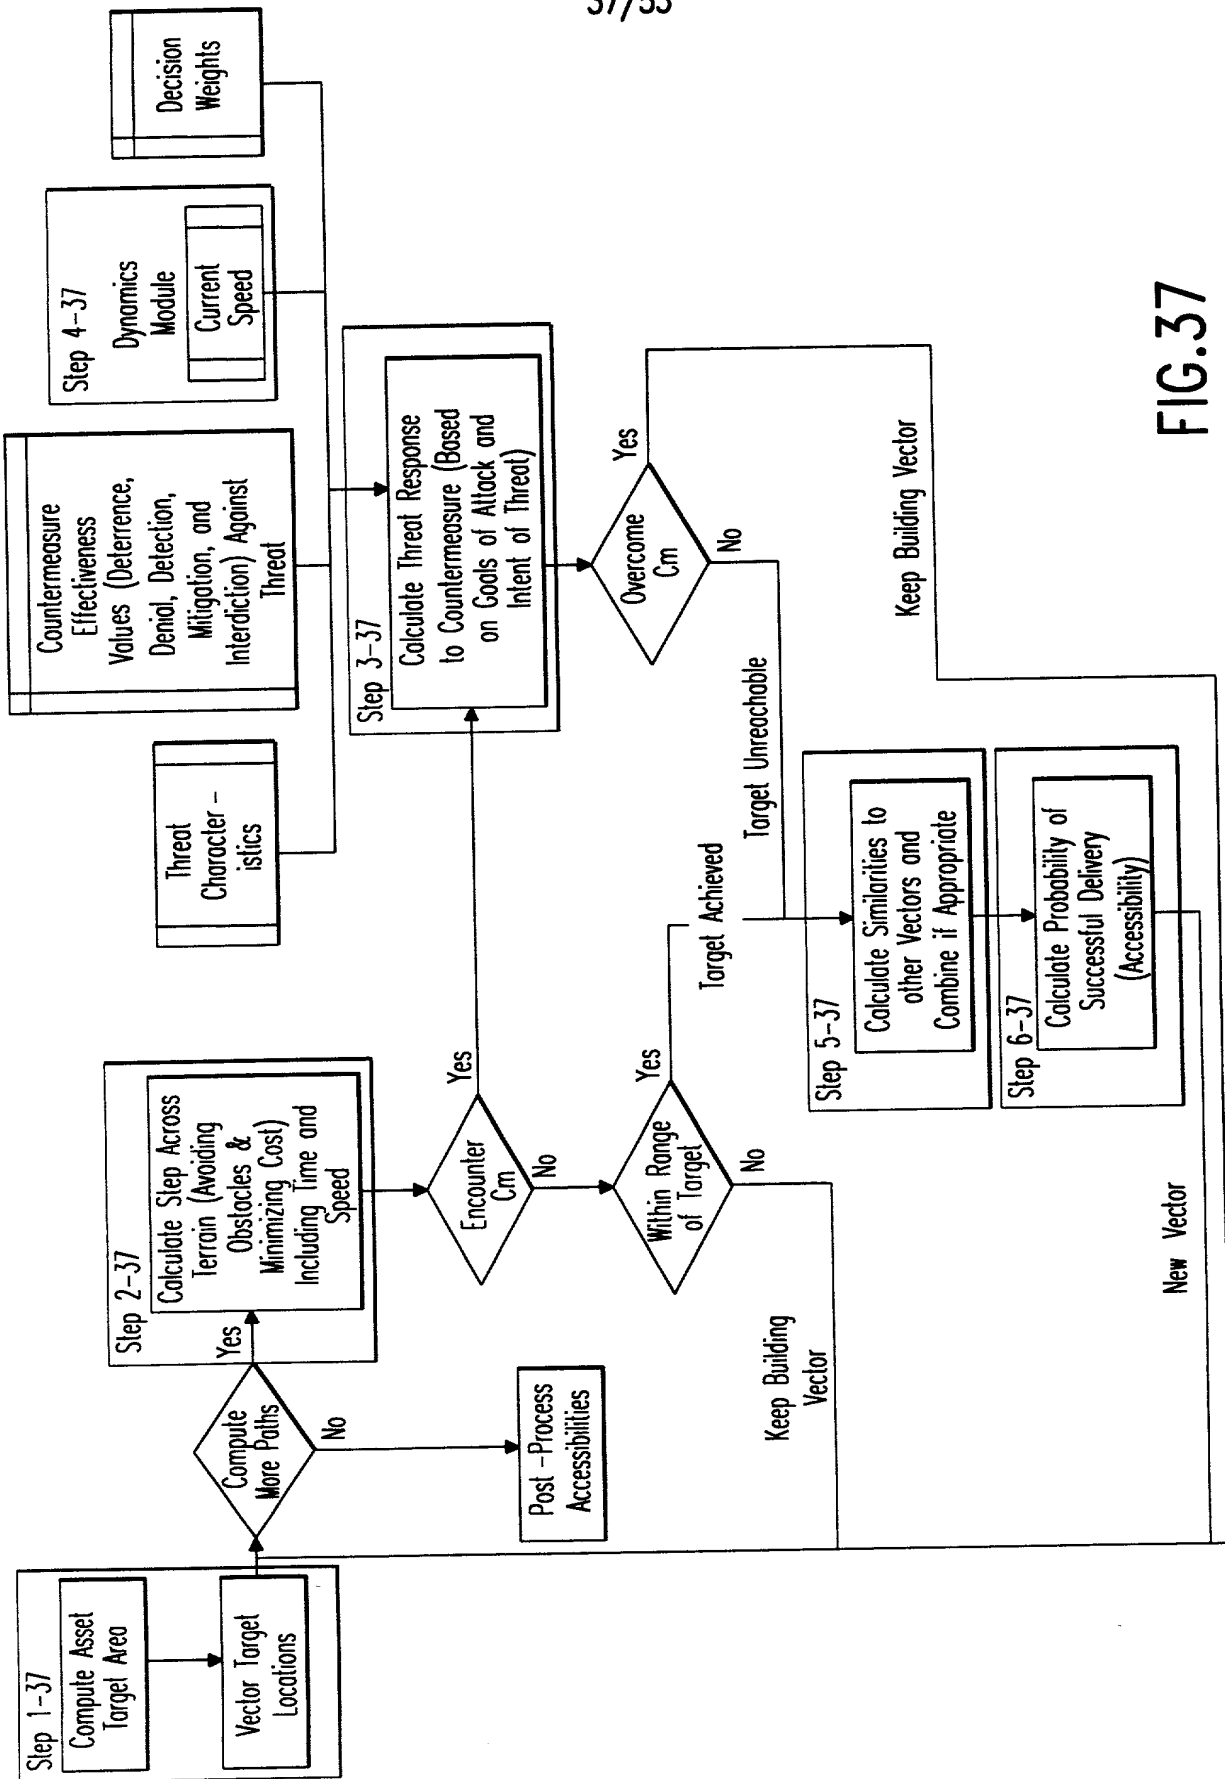 37/55
Step 1-37
Compute Asset
Target Area
Vector Target
Locations
Compute
More Paths
Yes
No
Post-Process
Accessibilities
Step 2-37
Calculate Step Across
Terrain (Avoiding
Obstacles &
Minimizing Cost)
Including Time and
Speed
Encounter
Cm
Yes
No
Within Range
of Target
Yes
No
Keep Building
Vector
Threat
Character-
istics
Countermeasure
Effectiveness
Values (Deterrence,
Denial, Detection,
Mitigation, and
Interdiction) Against
Threat
Step 4-37
Dynamics
Module
Current
Speed
Decision
Weights
Step 3-37
Calculate Threat Response
to Countermeasure (Based
on Goals of Attack and
Intent of Threat)
Overcome
Cm
Yes
No
Target Achieved
Target Unreachable
Keep Building Vector
Step 5-37
Calculate Similarities to
other Vectors and
Combine if Appropriate
Step 6-37
Calculate Probability of
Successful Delivery
(Accessibility)
New Vector
FIG.37